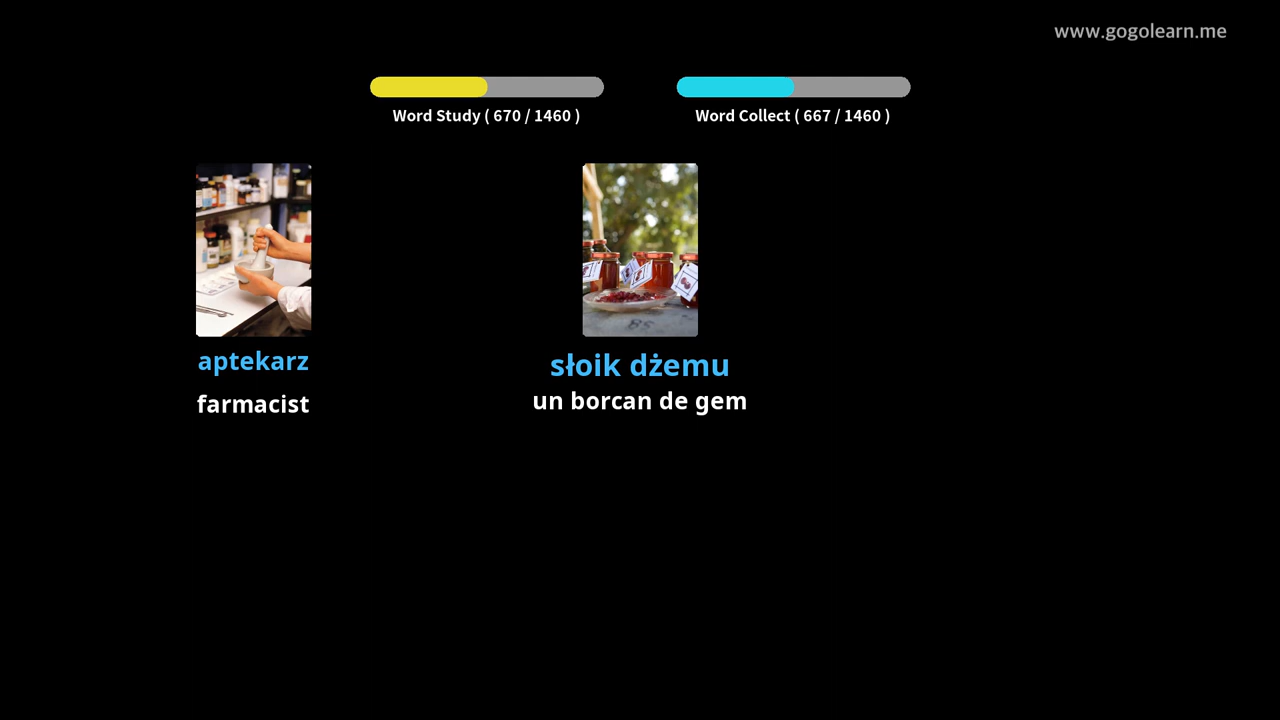 www.gogolearn.me
Word Study ( 670 / 1460 )
Word Collect ( 667 / 1460 )
aptekarz
farmacist
słoik dżemu
un borcan de gem